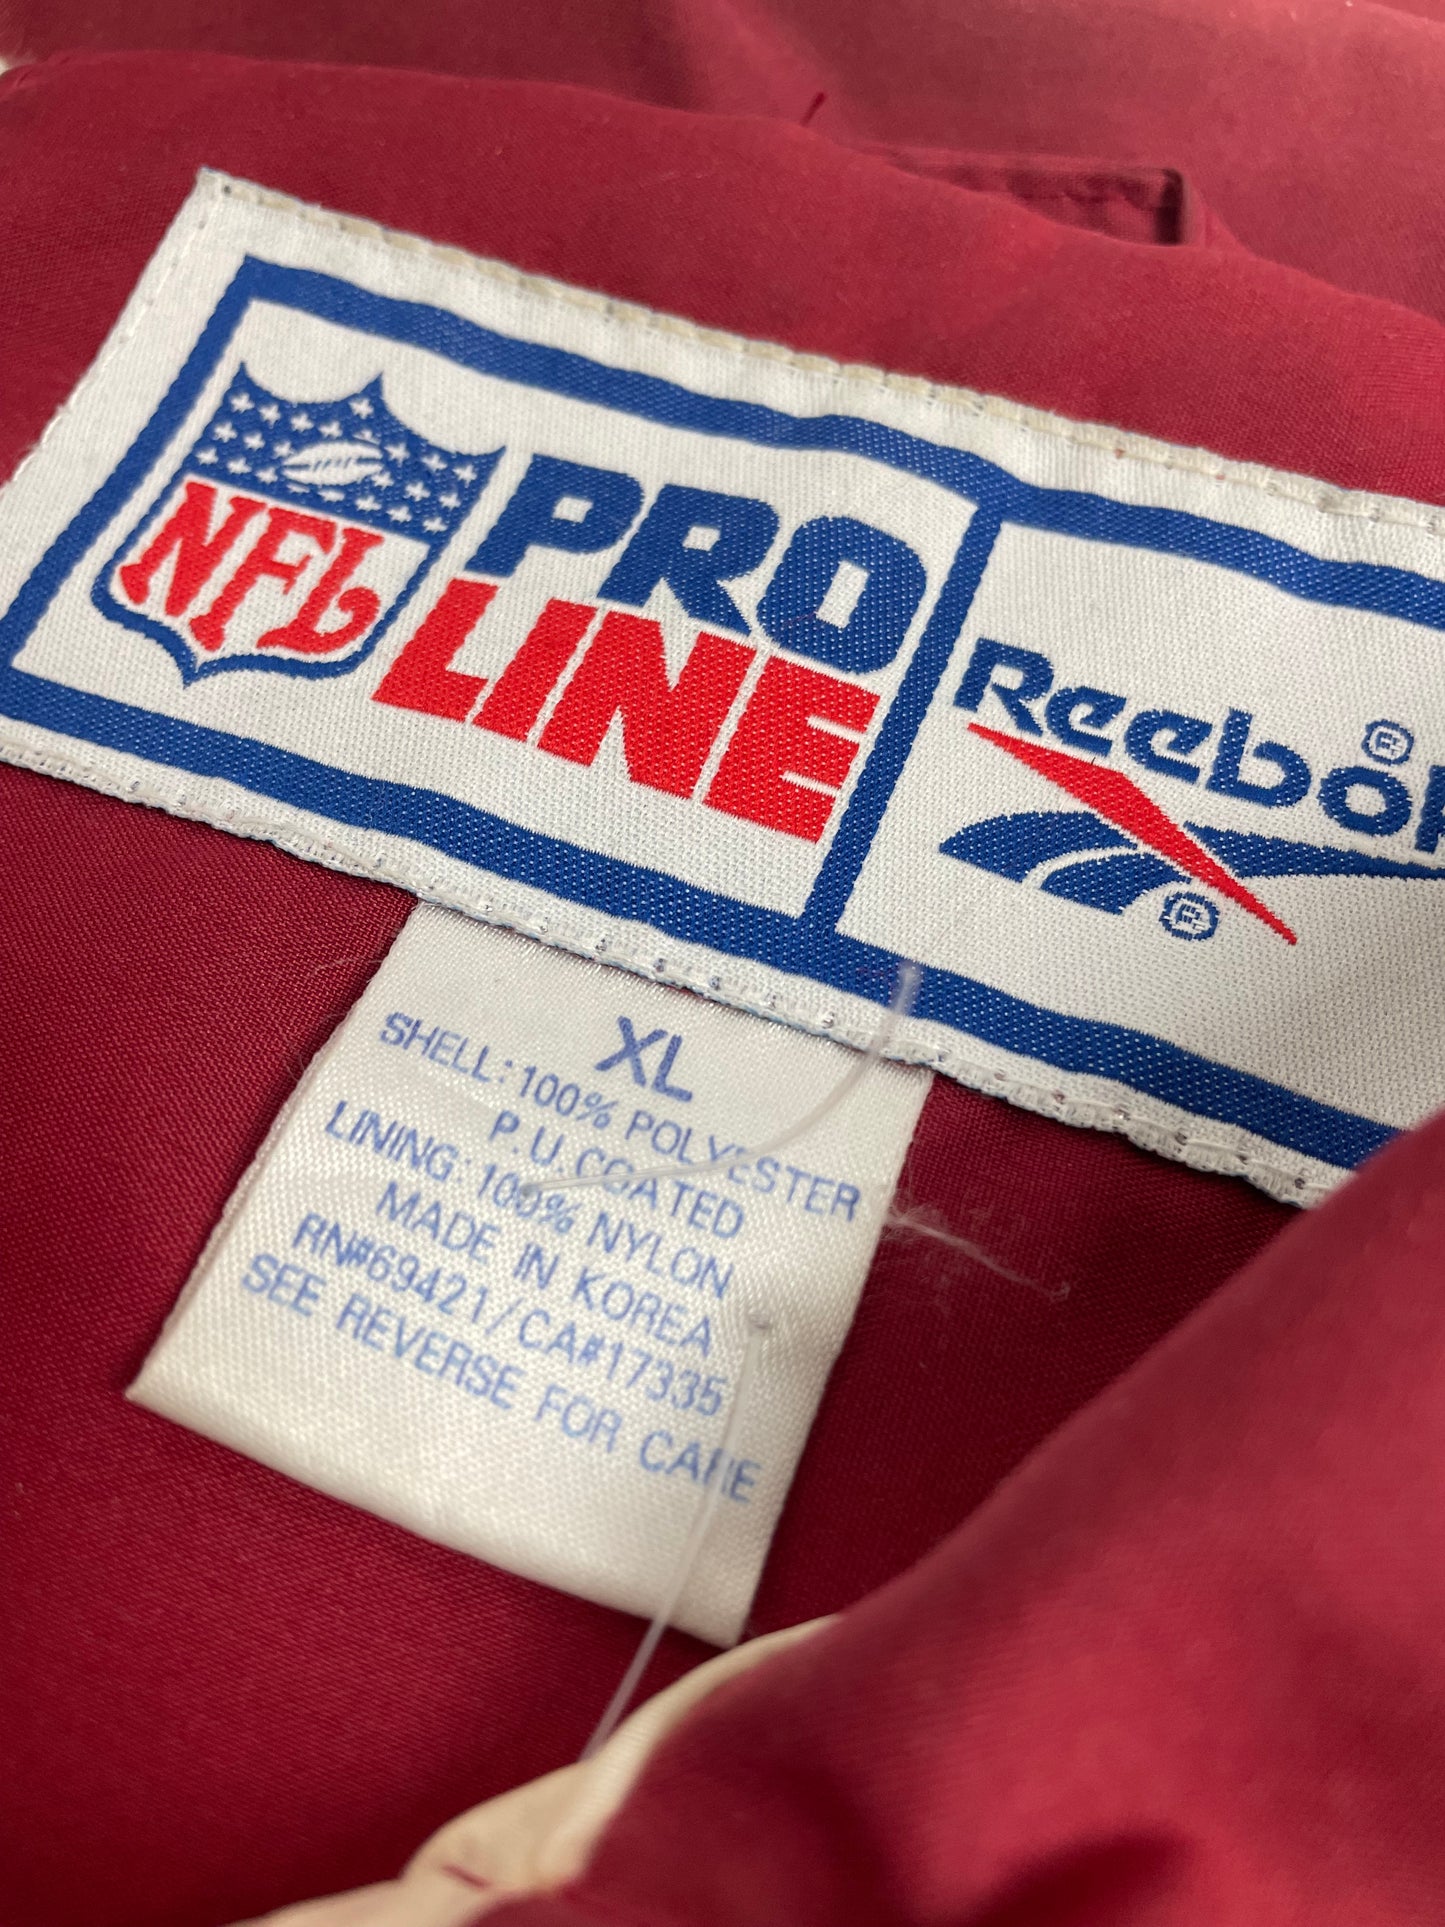 NFL
PRO
LINE
Reebok ®
®
XL
SHELL: 100% POLYESTER
P.U. COATED
LINING: 100% NYLON
MADE IN KOREA
RN#69421/CA#17335
SEE REVERSE FOR CARE